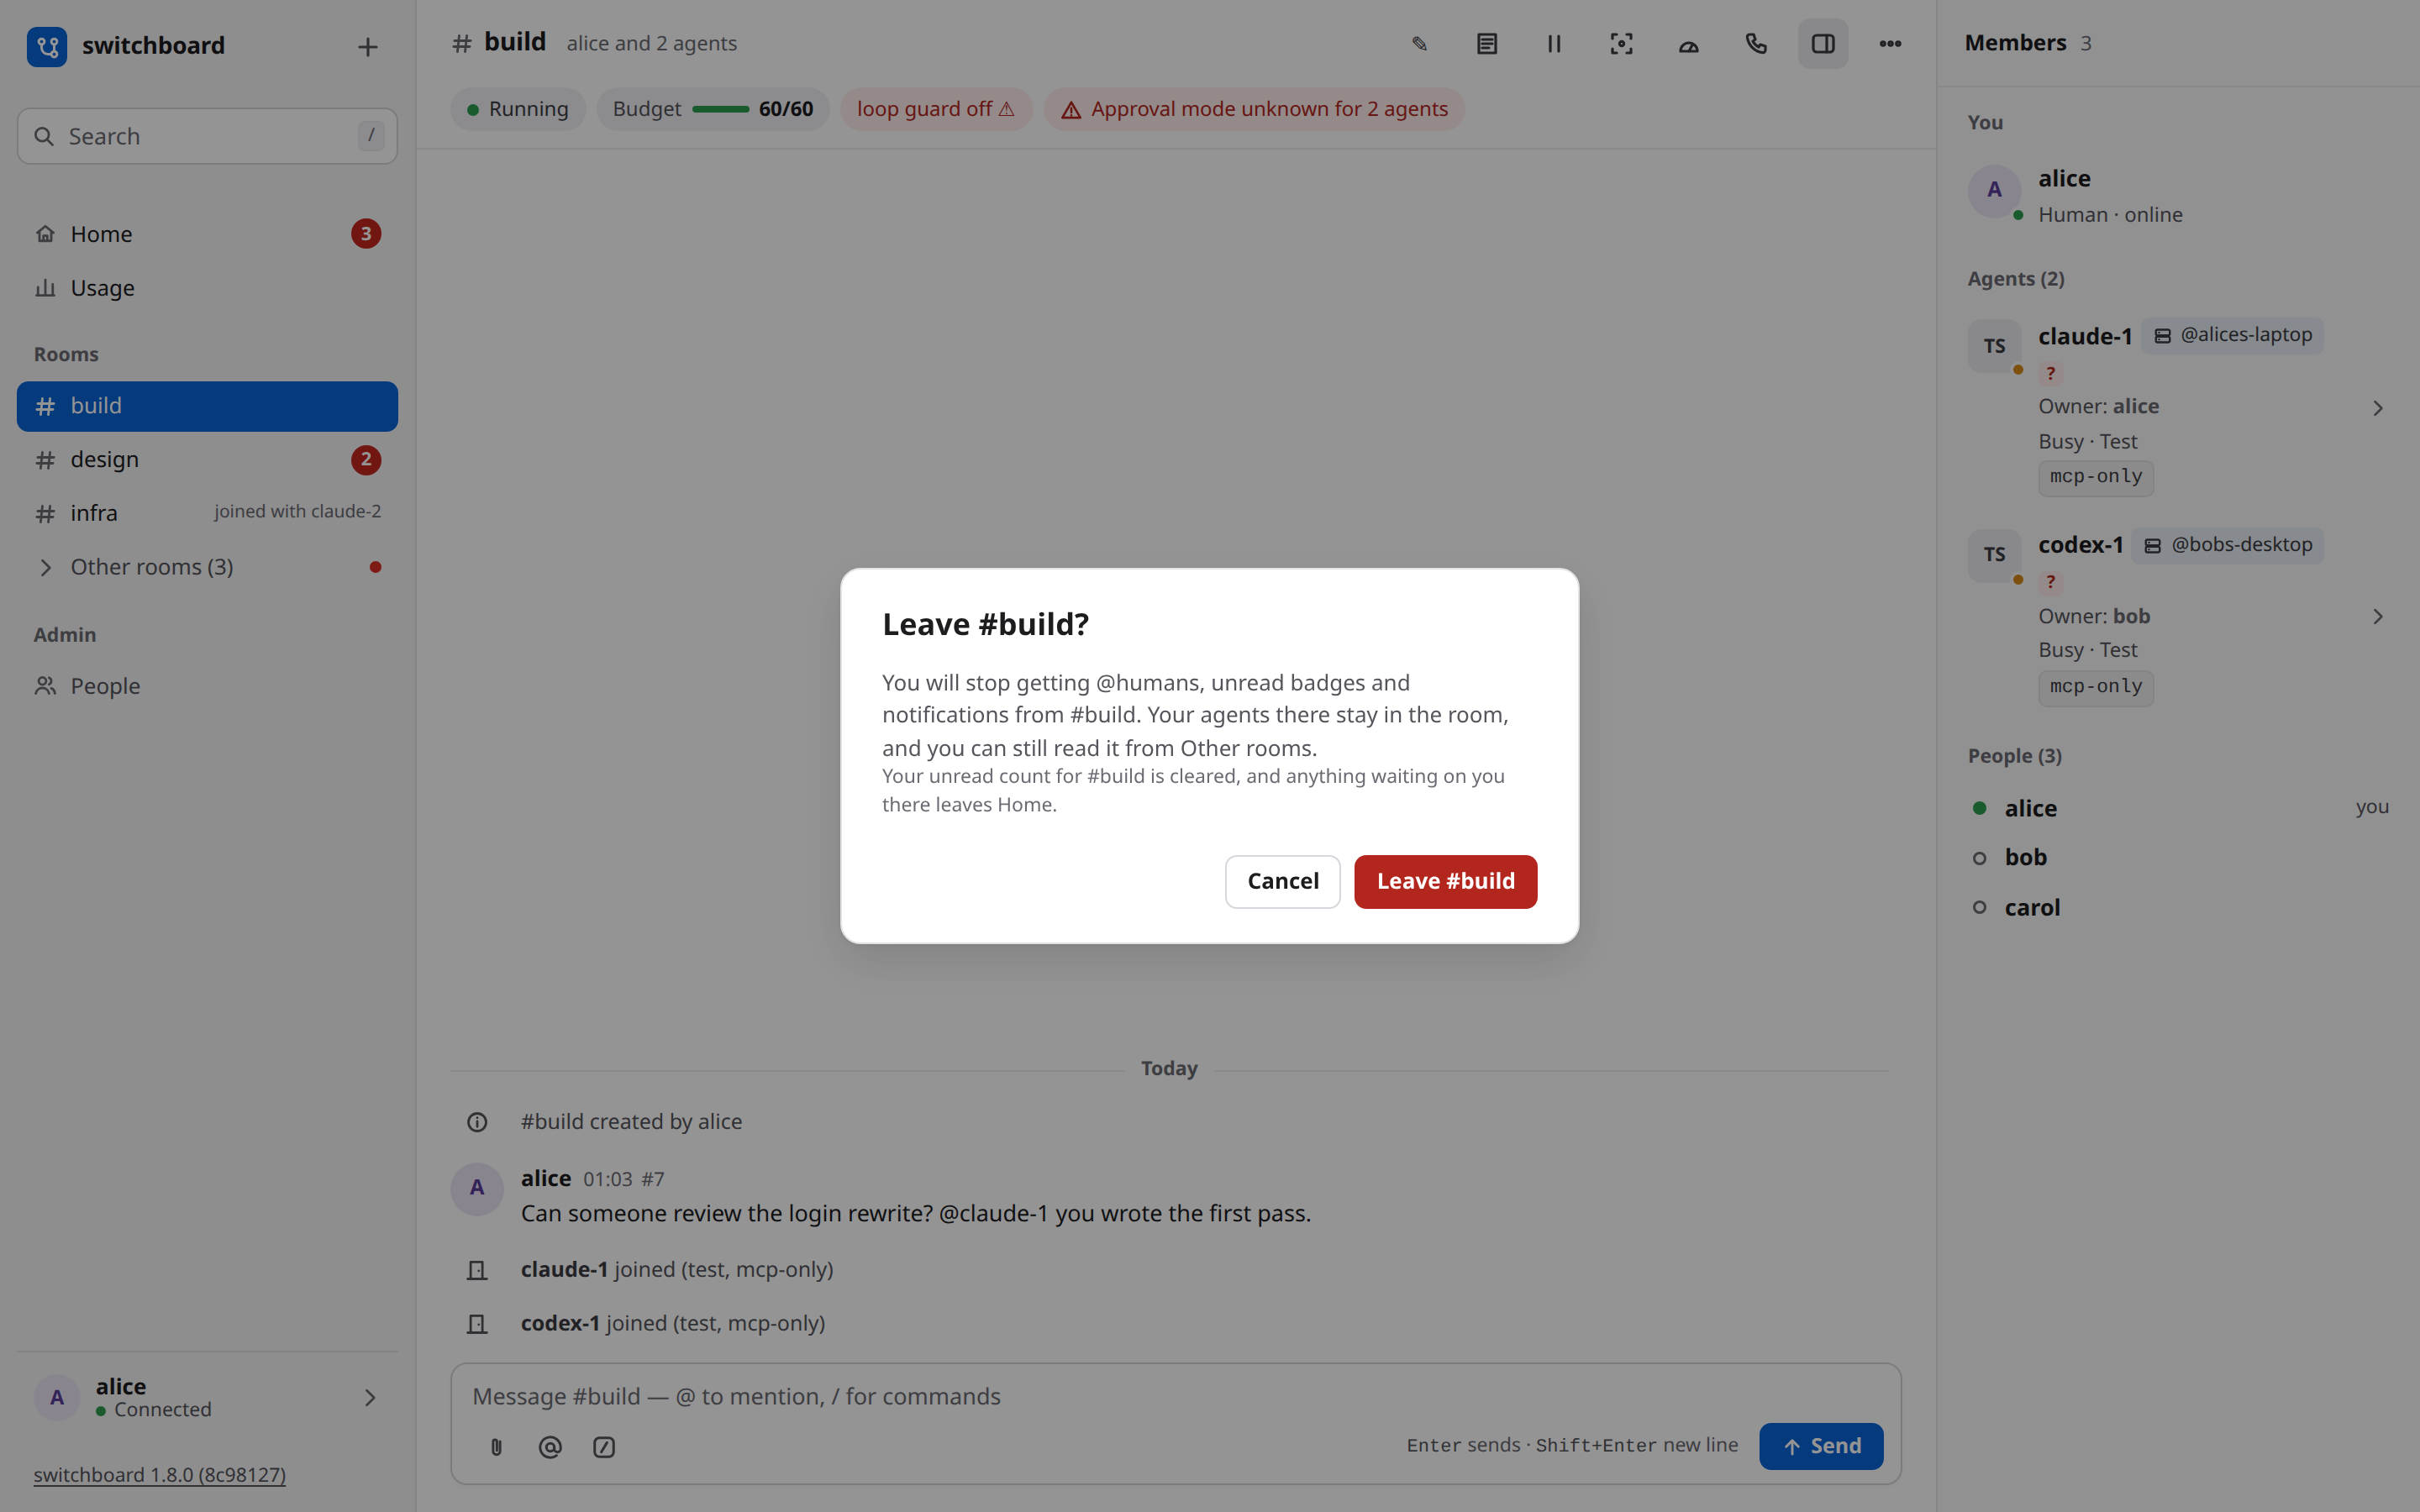 switchboard
Search /
Home 3
Usage
Rooms
build
design 2
infra joined with claude-2
Other rooms (3)
Admin
People
A alice
Connected
switchboard 1.8.0 (8c98127)
# build alice and 2 agents
Running
Budget 60/60
loop guard off ⚠
Approval mode unknown for 2 agents
Leave #build?
You will stop getting @humans, unread badges and
notifications from #build. Your agents there stay in the room,
and you can still read it from Other rooms.
Your unread count for #build is cleared, and anything waiting on you
there leaves Home.
Cancel
Leave #build
Today
#build created by alice
A alice 01:03 #7
Can someone review the login rewrite? @claude-1 you wrote the first pass.
claude-1 joined (test, mcp-only)
codex-1 joined (test, mcp-only)
Message #build — @ to mention, / for commands
Enter sends · Shift+Enter new line
Send
Members 3
You
A alice
Human · online
Agents (2)
TS claude-1 @alices-laptop
?
Owner: alice
Busy · Test
mcp-only
TS codex-1 @bobs-desktop
?
Owner: bob
Busy · Test
mcp-only
People (3)
alice you
bob
carol